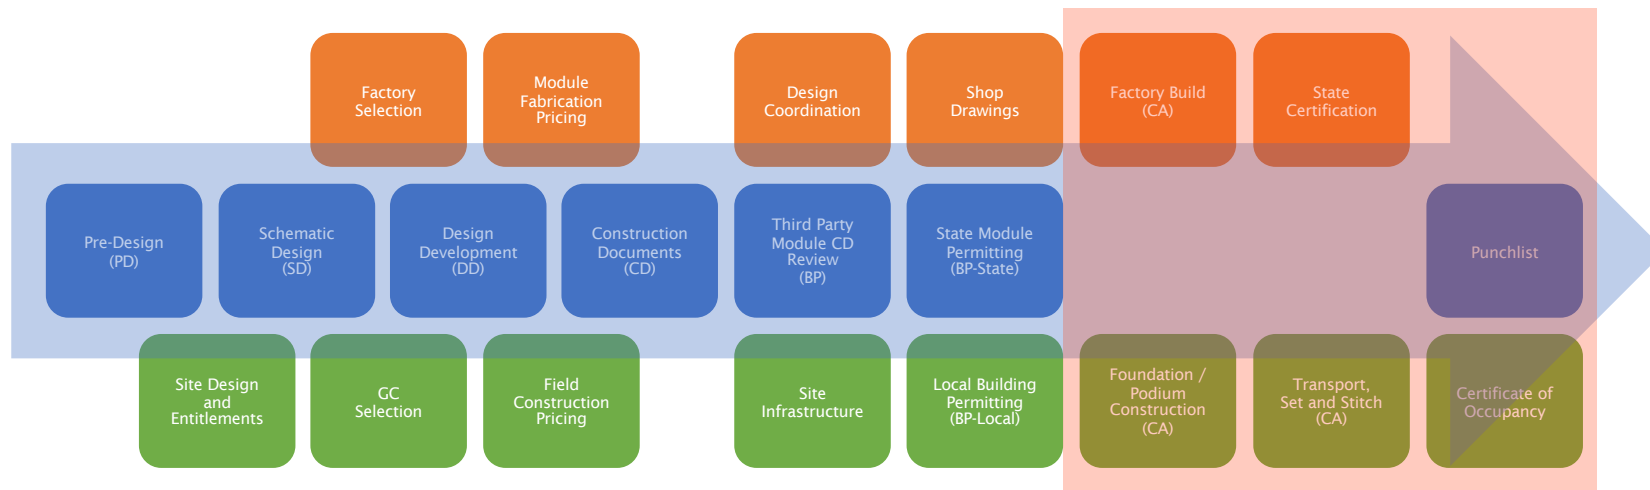 Factory
Selection
Module
Fabrication
Pricing
Design
Coordination
Shop
Drawings
Factory Build
(CA)
State
Certification
Pre-Design
(PD)
Schematic
Design
(SD)
Design
Development
(DD)
Construction
Documents
(CD)
Third Party
Module CD
Review
(BP)
State Module
Permitting
(BP-State)
Punchlist
Site Design
and
Entitlements
GC
Selection
Field
Construction
Pricing
Site
Infrastructure
Local Building
Permitting
(BP-Local)
Foundation /
Podium
Construction
(CA)
Transport,
Set and Stitch
(CA)
Certificate of
Occupancy